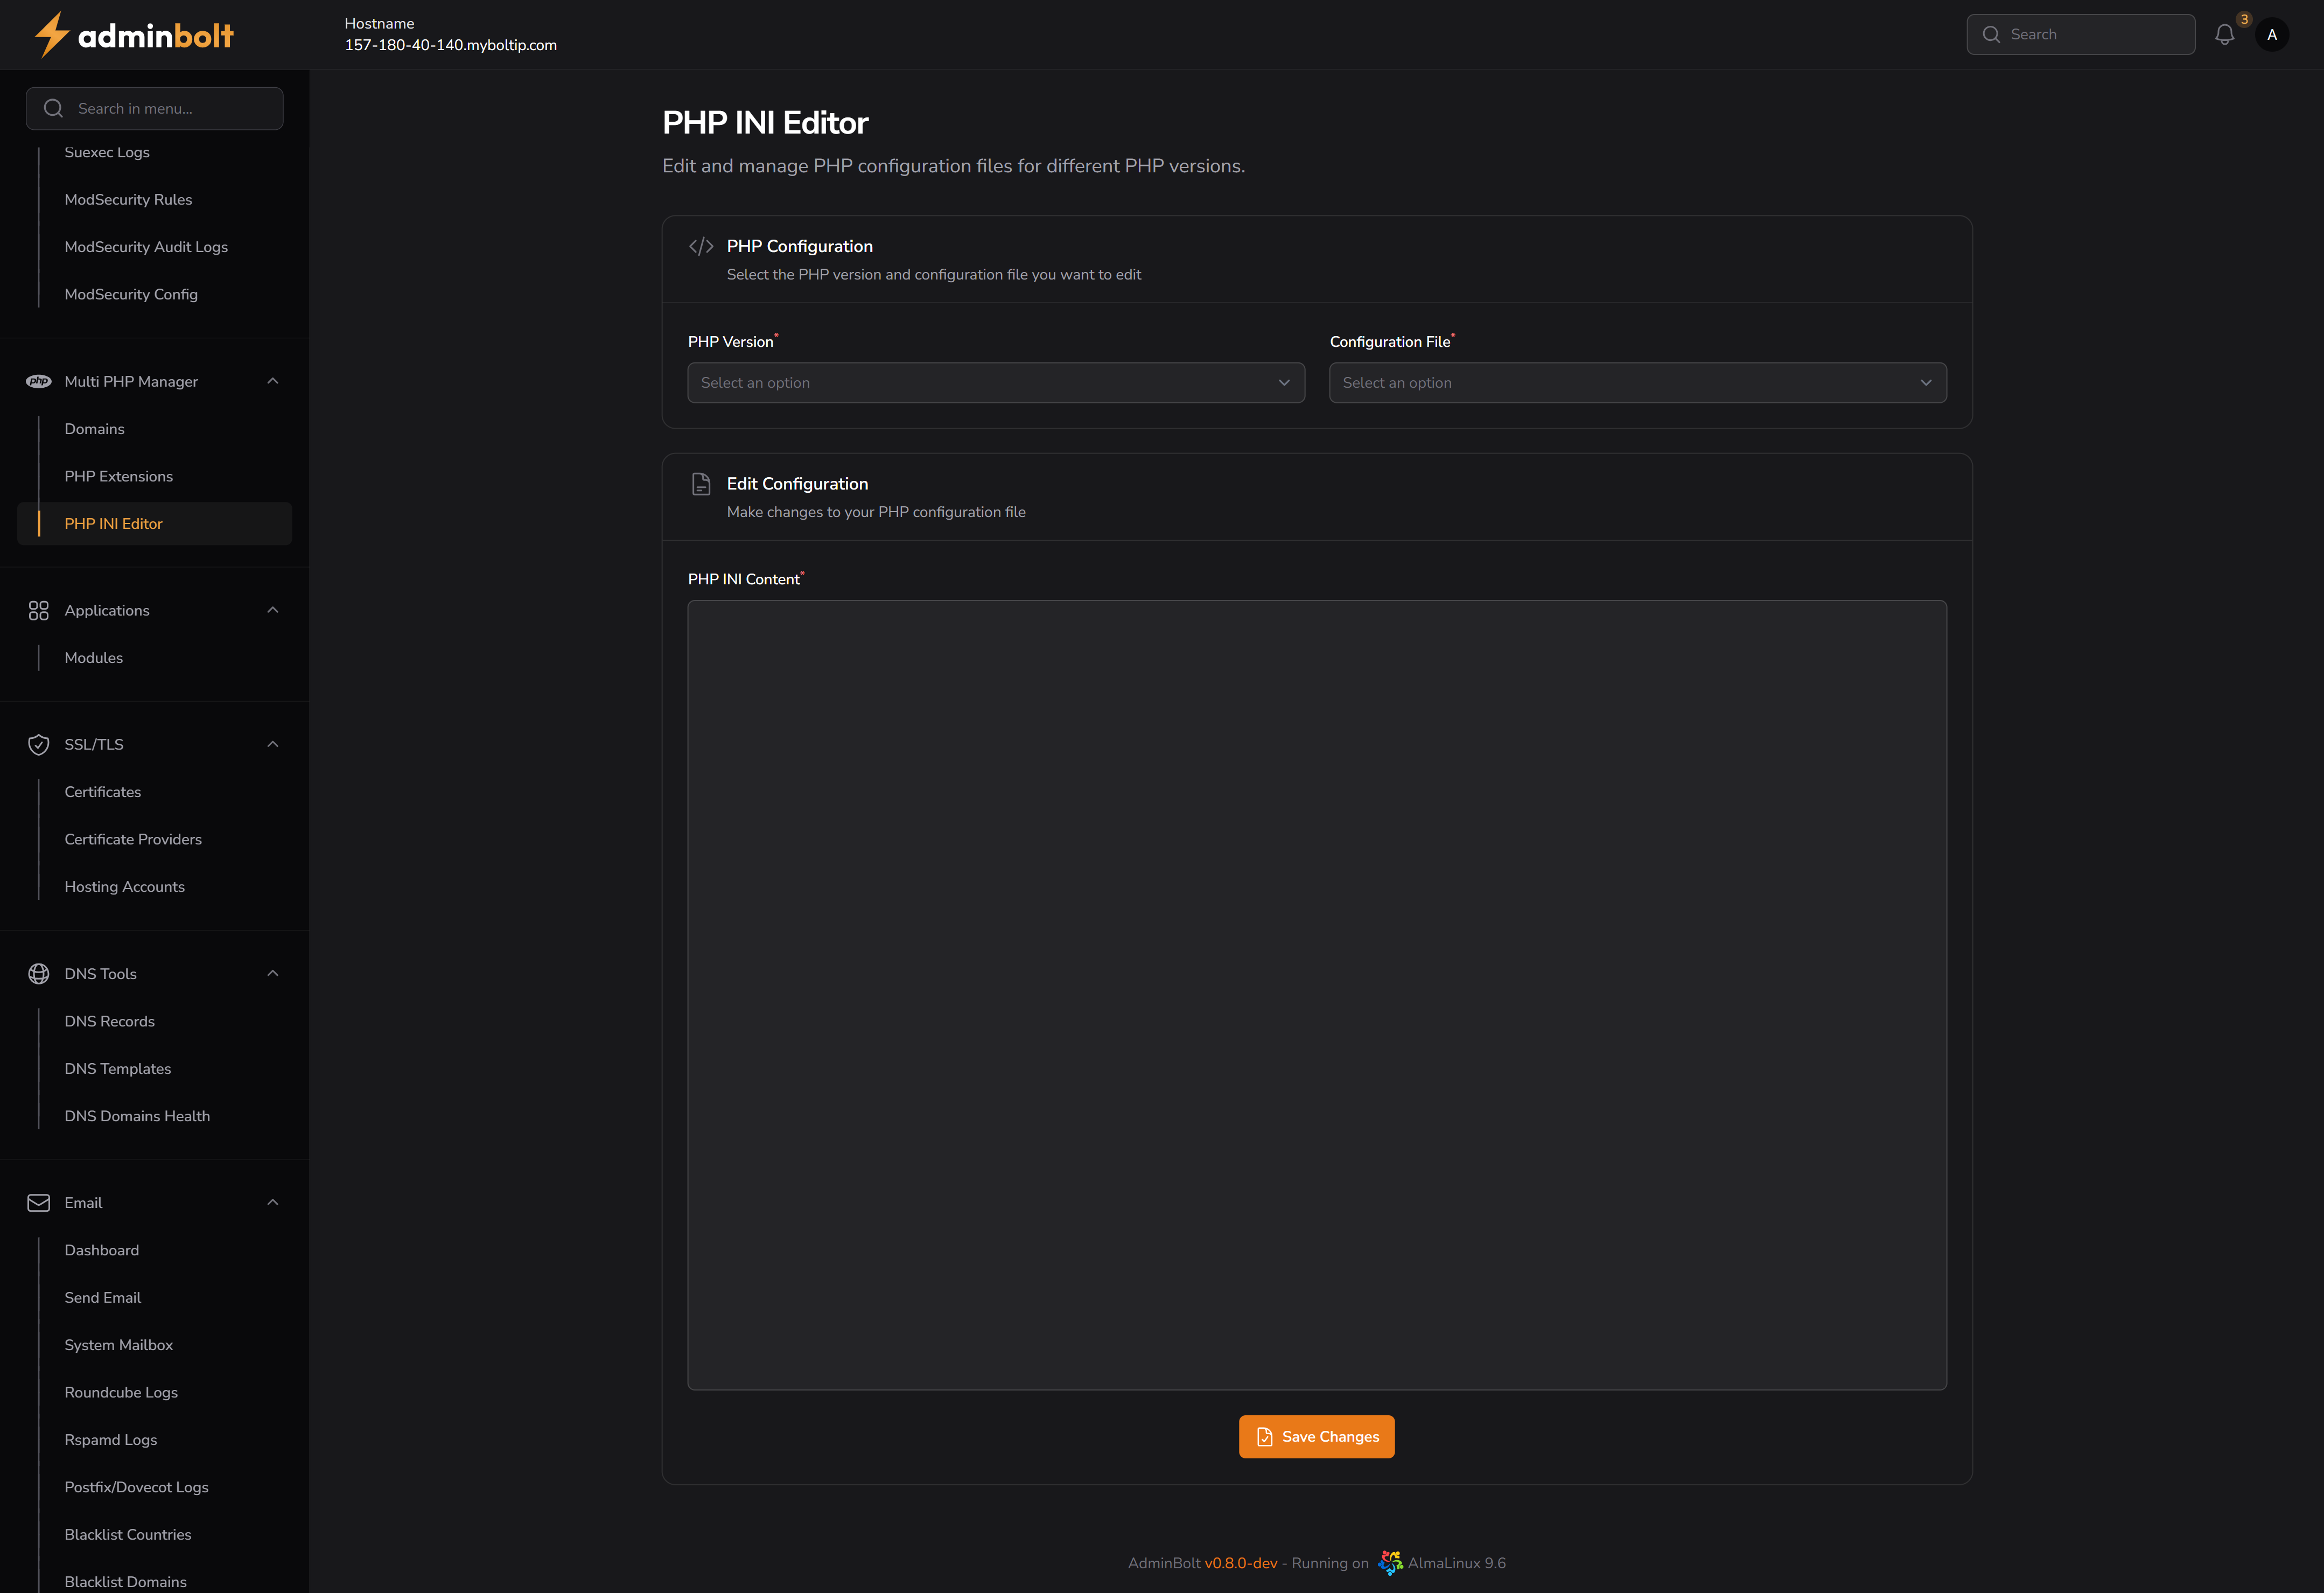 adminbolt
Hostname
157-180-40-140.myboltip.com
Search
3
A
Search in menu...
Suexec Logs
ModSecurity Rules
ModSecurity Audit Logs
ModSecurity Config
php
Multi PHP Manager
Domains
PHP Extensions
PHP INI Editor
Applications
Modules
SSL/TLS
Certificates
Certificate Providers
Hosting Accounts
DNS Tools
DNS Records
DNS Templates
DNS Domains Health
Email
Dashboard
Send Email
System Mailbox
Roundcube Logs
Rspamd Logs
Postfix/Dovecot Logs
Blacklist Countries
Blacklist Domains
PHP INI Editor
Edit and manage PHP configuration files for different PHP versions.
PHP Configuration
Select the PHP version and configuration file you want to edit
PHP Version*
Select an option
Configuration File*
Select an option
Edit Configuration
Make changes to your PHP configuration file
PHP INI Content*
Save Changes
AdminBolt v0.8.0-dev - Running on AlmaLinux 9.6